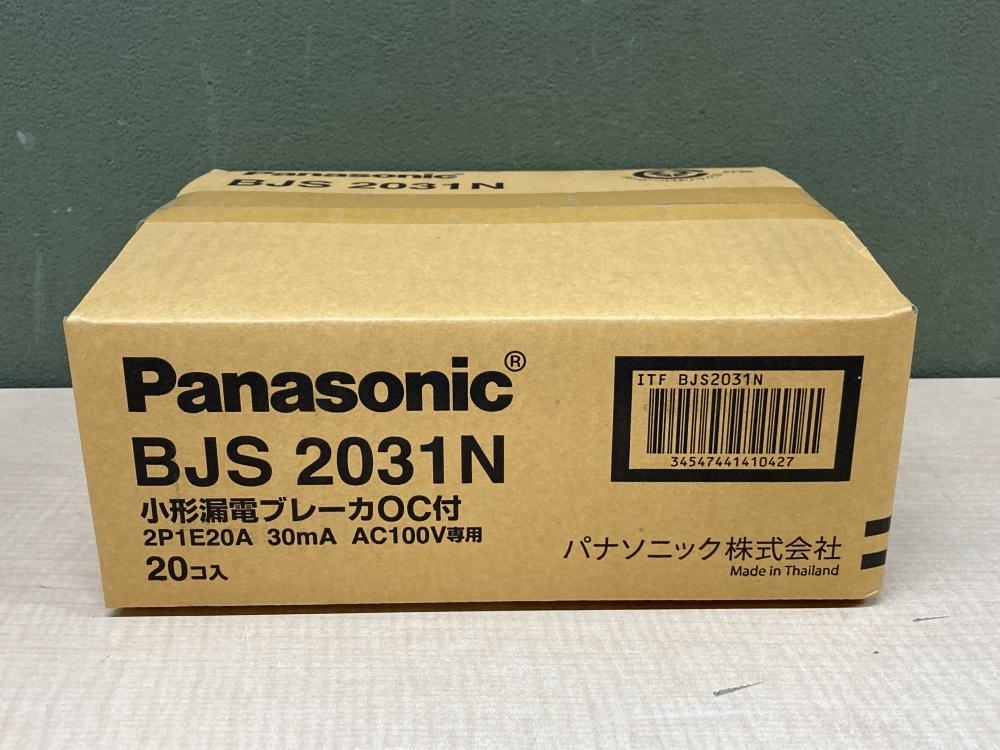 Panasonic
BJS 2031N
Panasonic®
BJS 2031N
小形漏電ブレーカOC付
2P1E20A 30mA AC100V専用
20コ入
ITF BJS2031N
34547441410427
パナソニック株式会社
Made in Thailand